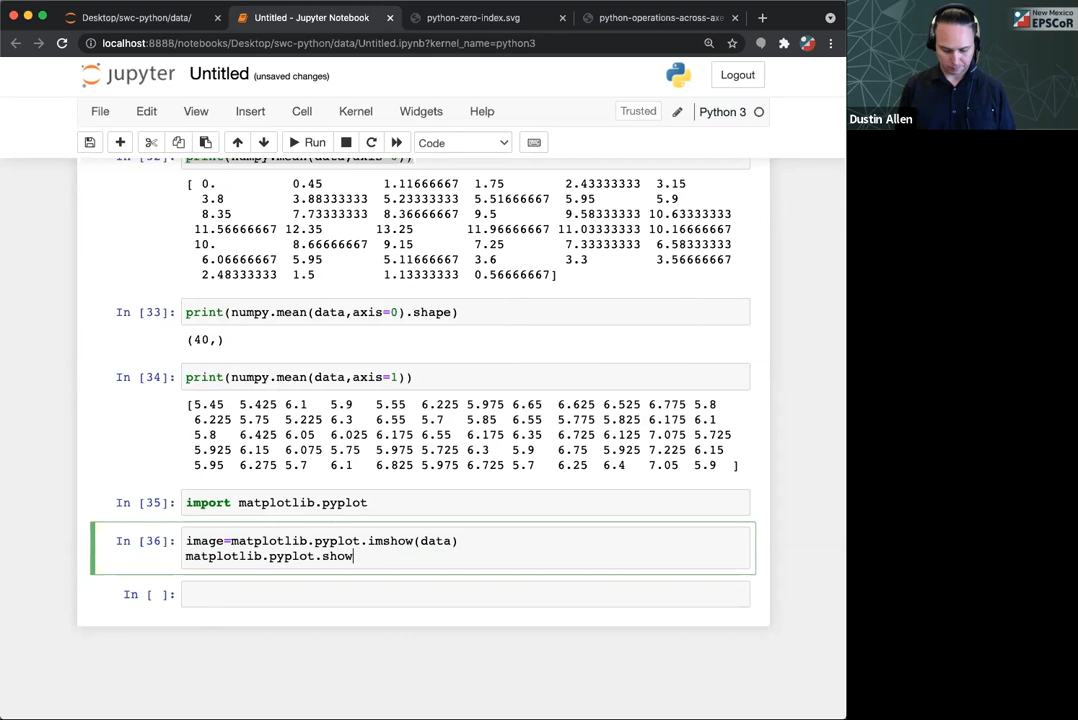 Desktop/swc-python/data/
Untitled - Jupyter Notebook
python-zero-index.svg
python-operations-across-axe
localhost:8888/notebooks/Desktop/swc-python/data/Untitled.ipynb?kernel_name=python3
New Mexico
EPSCoR
jupyter Untitled (unsaved changes)
Logout
File Edit View Insert Cell Kernel Widgets Help
Trusted
Python 3
Run
Code
Dustin Allen
print(numpy.mean(data,axis=0))
[ 0. 0.45 1.11666667 1.75 2.43333333 3.15
3.8 3.88333333 5.23333333 5.51666667 5.95 5.9
8.35 7.73333333 8.36666667 9.5 9.58333333 10.63333333
11.56666667 12.35 13.25 11.96666667 11.03333333 10.16666667
10. 8.66666667 9.15 7.25 7.33333333 6.58333333
6.06666667 5.95 5.11666667 3.6 3.3 3.56666667
2.48333333 1.5 1.13333333 0.56666667]
In [33]: print(numpy.mean(data,axis=0).shape)
(40,)
In [34]: print(numpy.mean(data,axis=1))
[5.45 5.425 6.1 5.9 5.55 6.225 5.975 6.65 6.625 6.525 6.775 5.8
6.225 5.75 5.225 6.3 6.55 5.7 5.85 6.55 5.775 5.825 6.175 6.1
5.8 6.425 6.05 6.025 6.175 6.55 6.175 6.35 6.725 6.125 7.075 5.725
5.925 6.15 6.075 5.75 5.975 5.725 6.3 5.9 6.75 5.925 7.225 6.15
5.95 6.275 5.7 6.1 6.825 5.975 6.725 5.7 6.25 6.4 7.05 5.9 ]
In [35]: import matplotlib.pyplot
In [36]: image=matplotlib.pyplot.imshow(data)
matplotlib.pyplot.show
In [ ]: